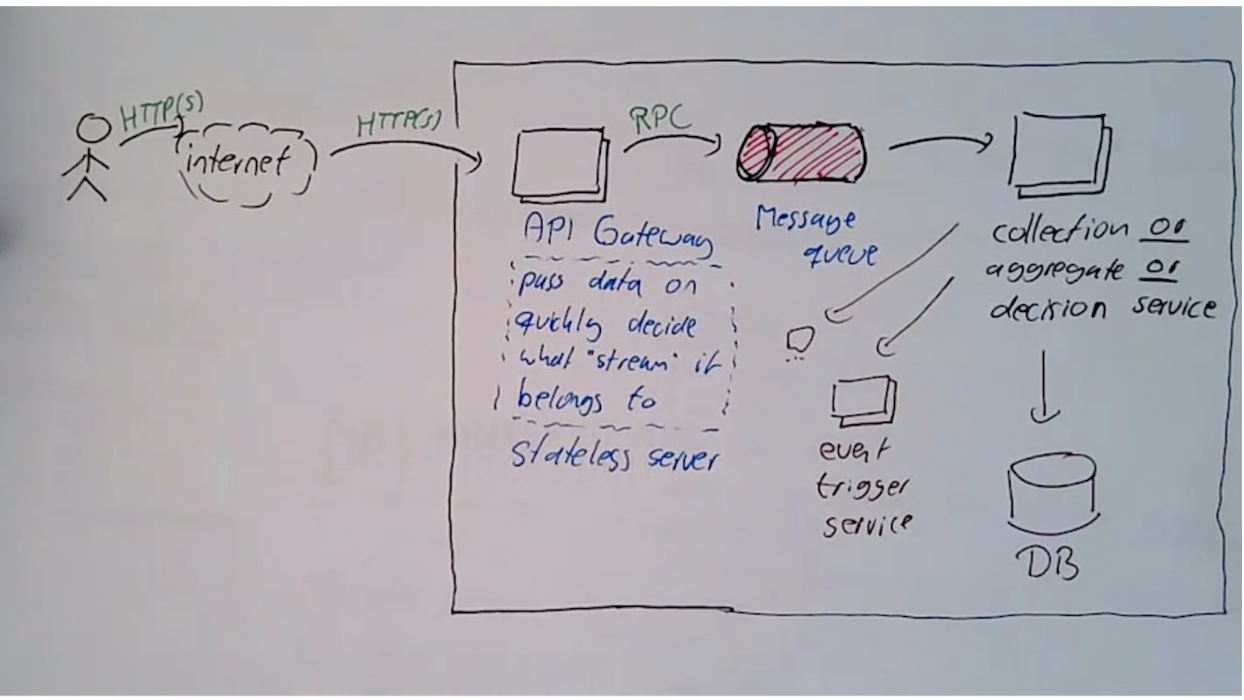 HTTP(s)
internet
HTTP(s)
RPC
API Gateway
pass data on
quickly decide
what "stream" it
belongs to
stateless server
Message
queue
collection or
aggregate or
decision service
event
trigger
service
DB